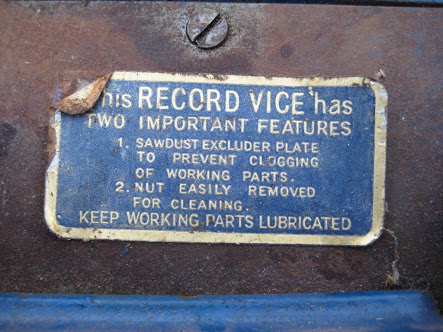 This RECORD VICE has
TWO IMPORTANT FEATURES
1. SAWDUST EXCLUDER PLATE
TO PREVENT CLOGGING
OF WORKING PARTS.
2. NUT EASILY REMOVED
FOR CLEANING.
KEEP WORKING PARTS LUBRICATED